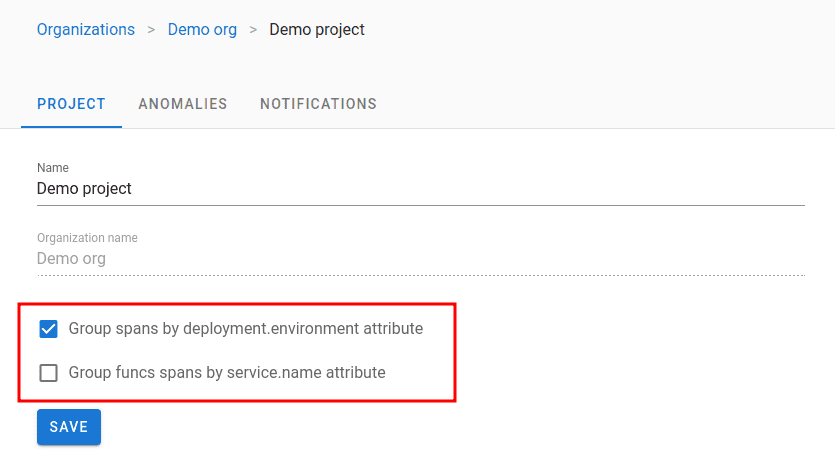 Organizations > Demo org > Demo project
PROJECT ANOMALIES NOTIFICATIONS
Name
Demo project
Organization name
Demo org
Group spans by deployment.environment attribute
Group funcs spans by service.name attribute
SAVE